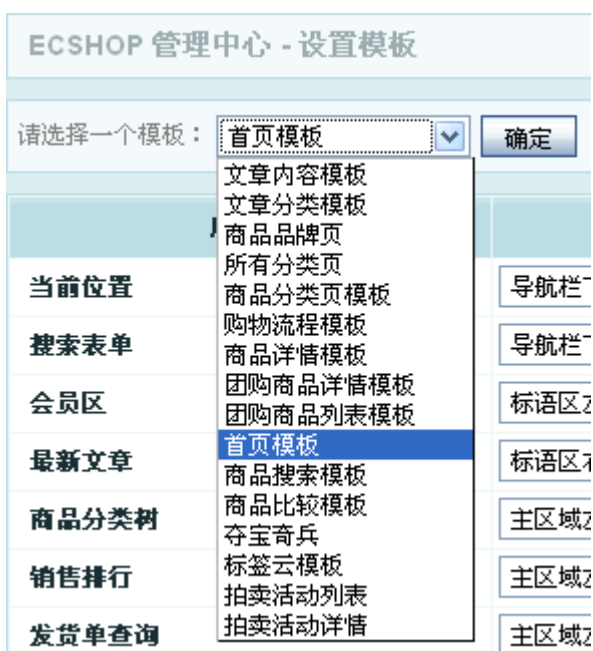 ECSHOP 管理中心 - 设置模板
请选择一个模板：
首页模板
确定
文章内容模板
文章分类模板
商品品牌页
所有分类页
商品分类页模板
购物流程模板
商品详情模板
团购商品详情模板
团购商品列表模板
首页模板
商品搜索模板
商品比较模板
夺宝奇兵
标签云模板
拍卖活动列表
拍卖活动详情
当前位置
导航栏
搜索表单
导航栏
会员区
标语区
最新文章
标语区
商品分类树
主区域
销售排行
主区域
发货单查询
主区域